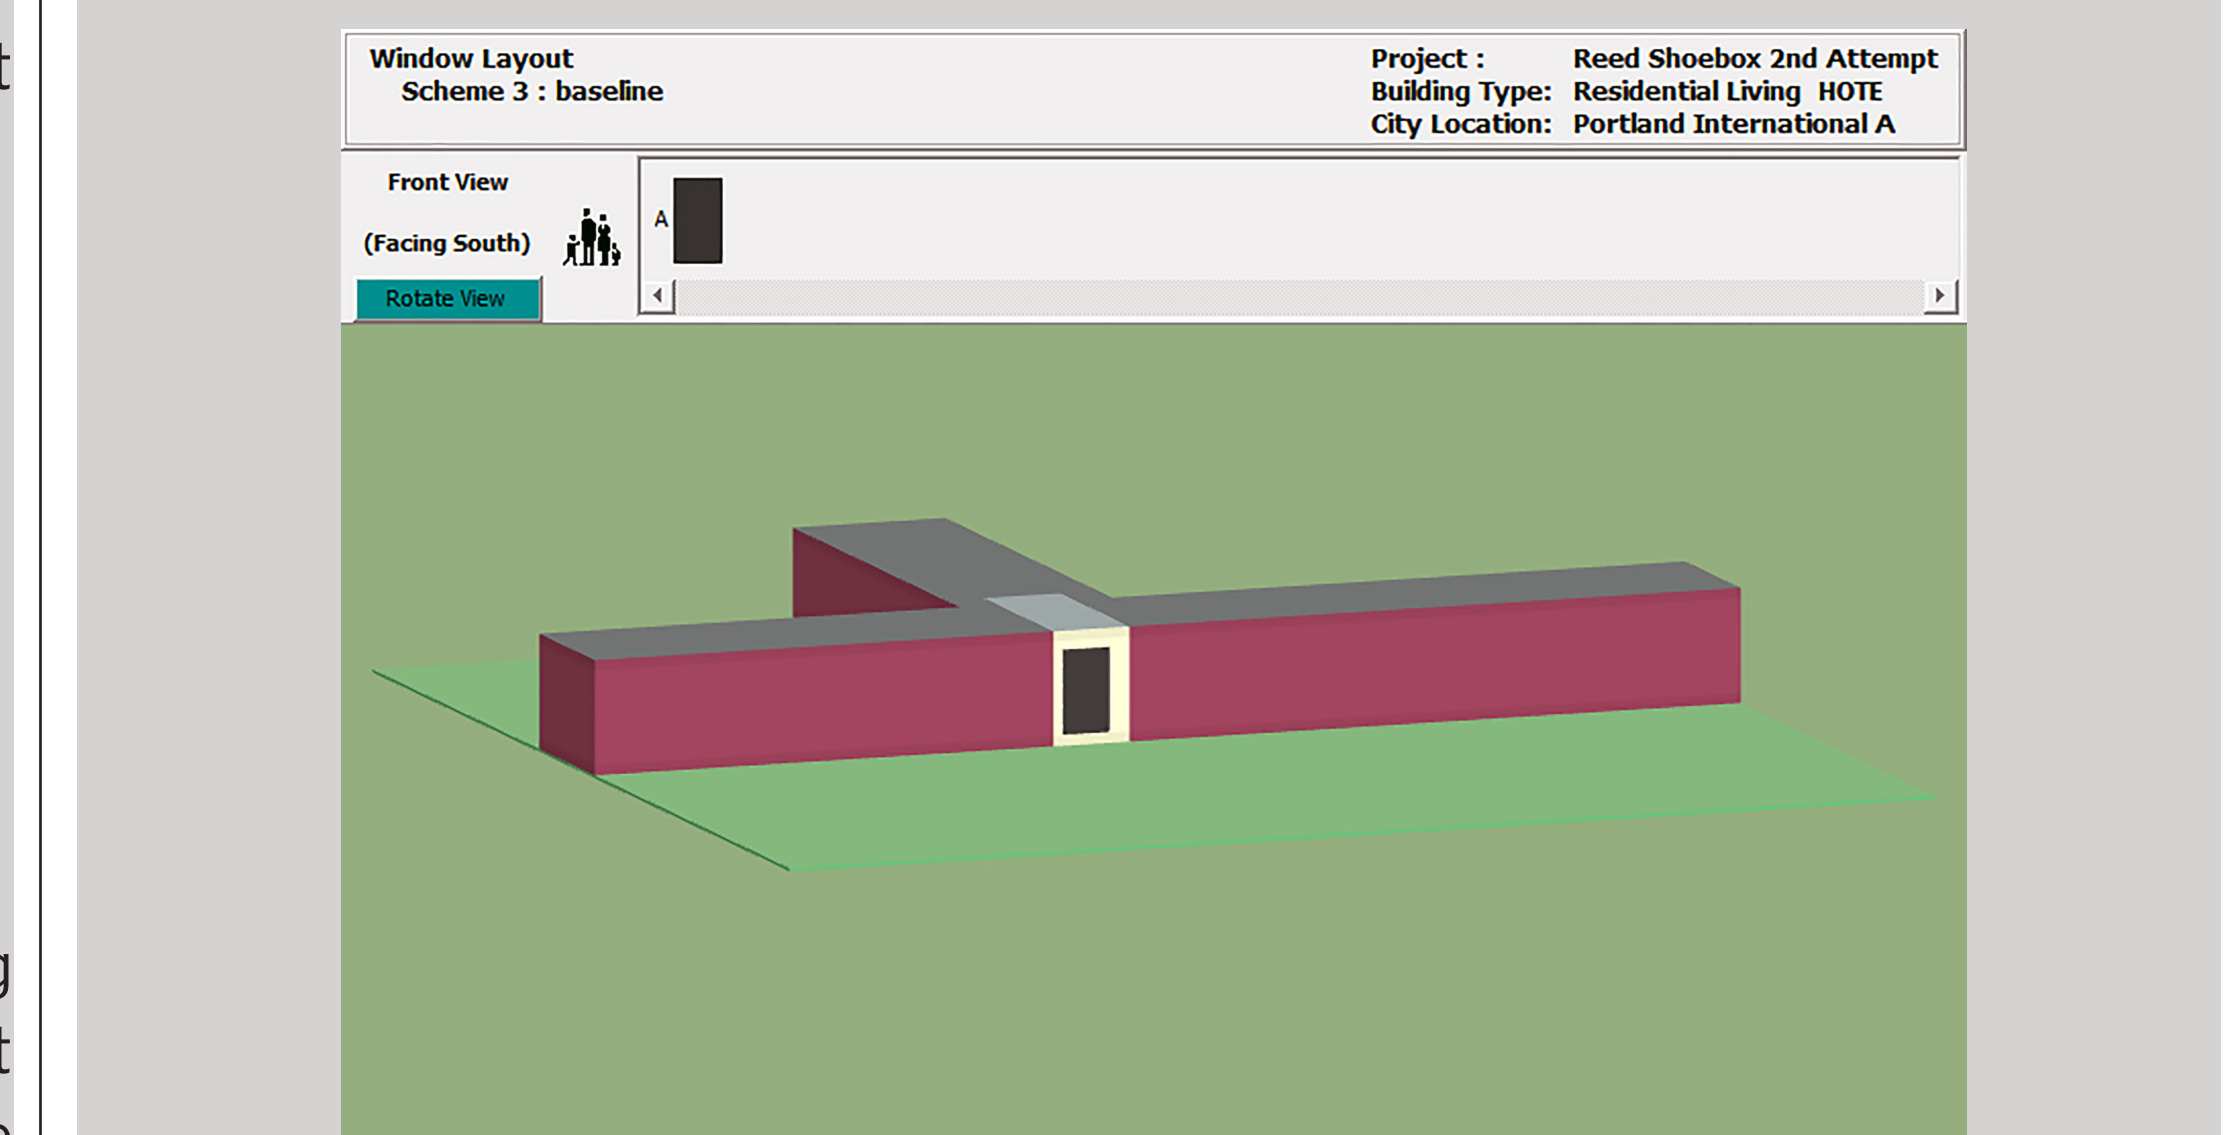 Window Layout
Scheme 3 : baseline
Project : Reed Shoebox 2nd Attempt
Building Type: Residential Living HOTE
City Location: Portland International A
Front View
(Facing South)
Rotate View
A
t
g
t